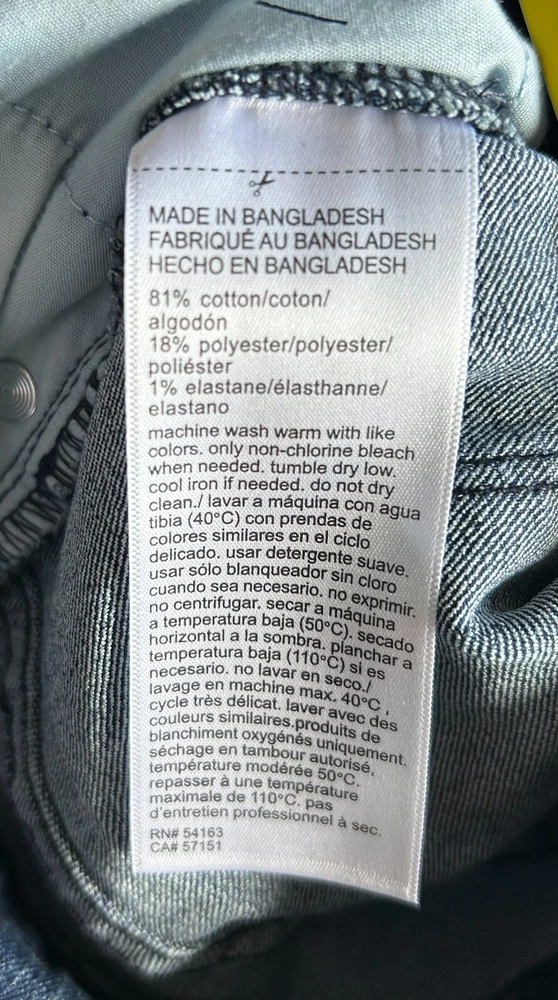 MADE IN BANGLADESH
FABRIQUÉ AU BANGLADESH
HECHO EN BANGLADESH
81% cotton/coton/
algodón
18% polyester/polyester/
poliéster
1% elastane/élasthanne/
elastano
machine wash warm with like
colors. only non-chlorine bleach
when needed. tumble dry low.
cool iron if needed. do not dry
clean./ lavar a máquina con agua
tibia (40°C) con prendas de
colores similares en el ciclo
delicado. usar detergente suave.
usar sólo blanqueador sin cloro
cuando sea necesario. no exprimir.
no centrifugar. secar a máquina
a temperatura baja (50°C). secado
horizontal a la sombra. planchar a
temperatura baja (110°C) si es
necesario. no lavar en seco./
lavage en machine max. 40°C ,
cycle très délicat. laver avec des
couleurs similaires.produits de
blanchiment oxygénés uniquement.
séchage en tambour autorisé,
température modérée 50°C.
repasser à une température
maximale de 110°C. pas
d'entretien professionnel à sec.
RN# 54163
CA# 57151